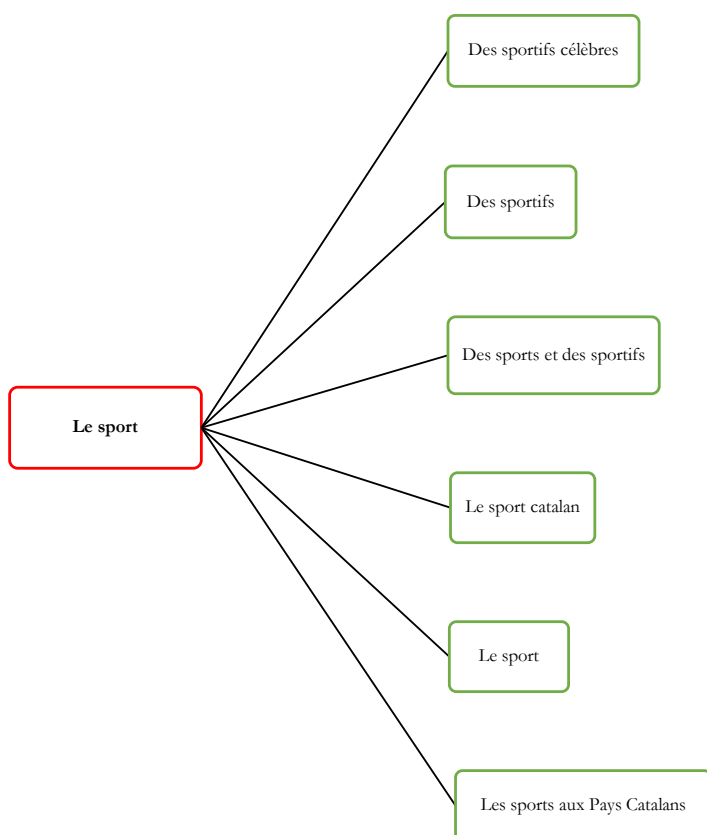 Des sportifs célèbres
Des sportifs
Des sports et des sportifs
Le sport
Le sport catalan
Le sport
Les sports aux Pays Catalans